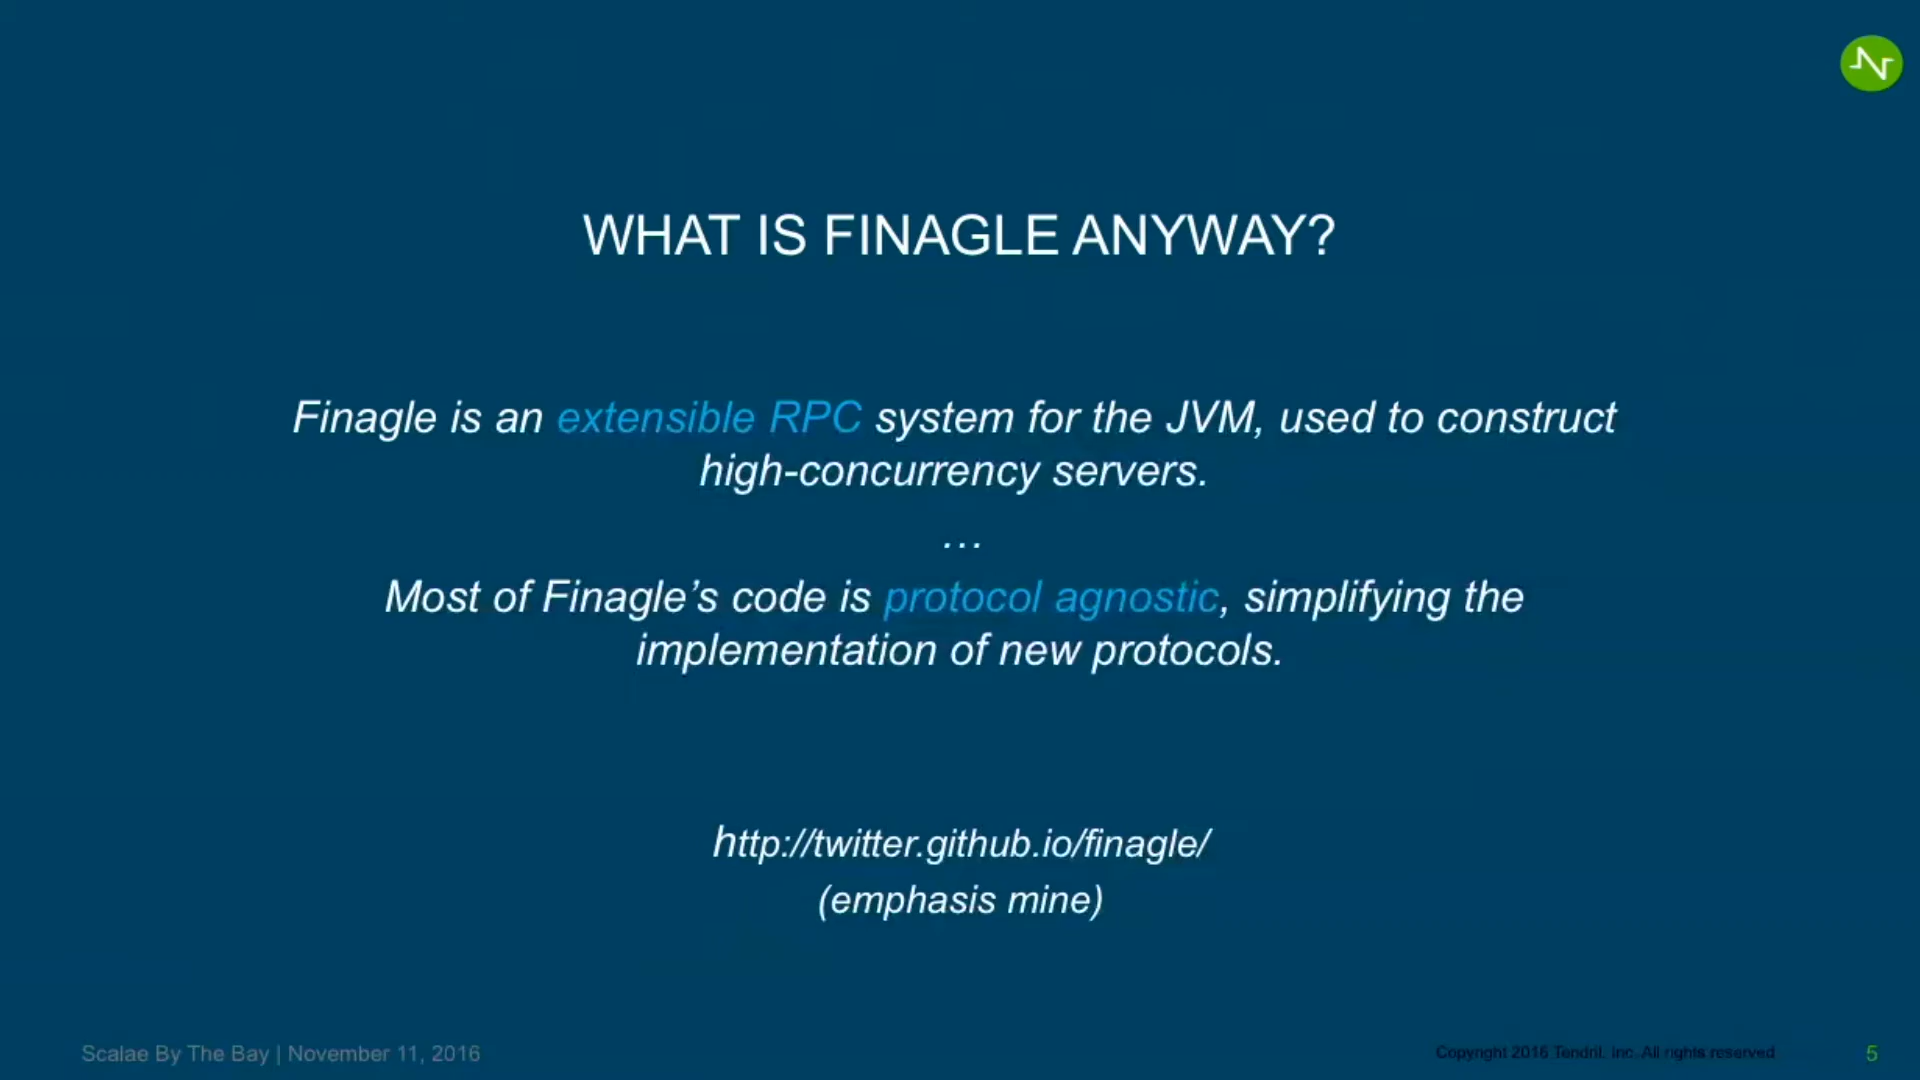 WHAT IS FINAGLE ANYWAY?
Finagle is an extensible RPC system for the JVM, used to construct
high-concurrency servers.
…
Most of Finagle’s code is protocol agnostic, simplifying the
implementation of new protocols.
http://twitter.github.io/finagle/
(emphasis mine)
Scalae By The Bay | November 11, 2016
Copyright 2016 Tendril, Inc. All rights reserved
5